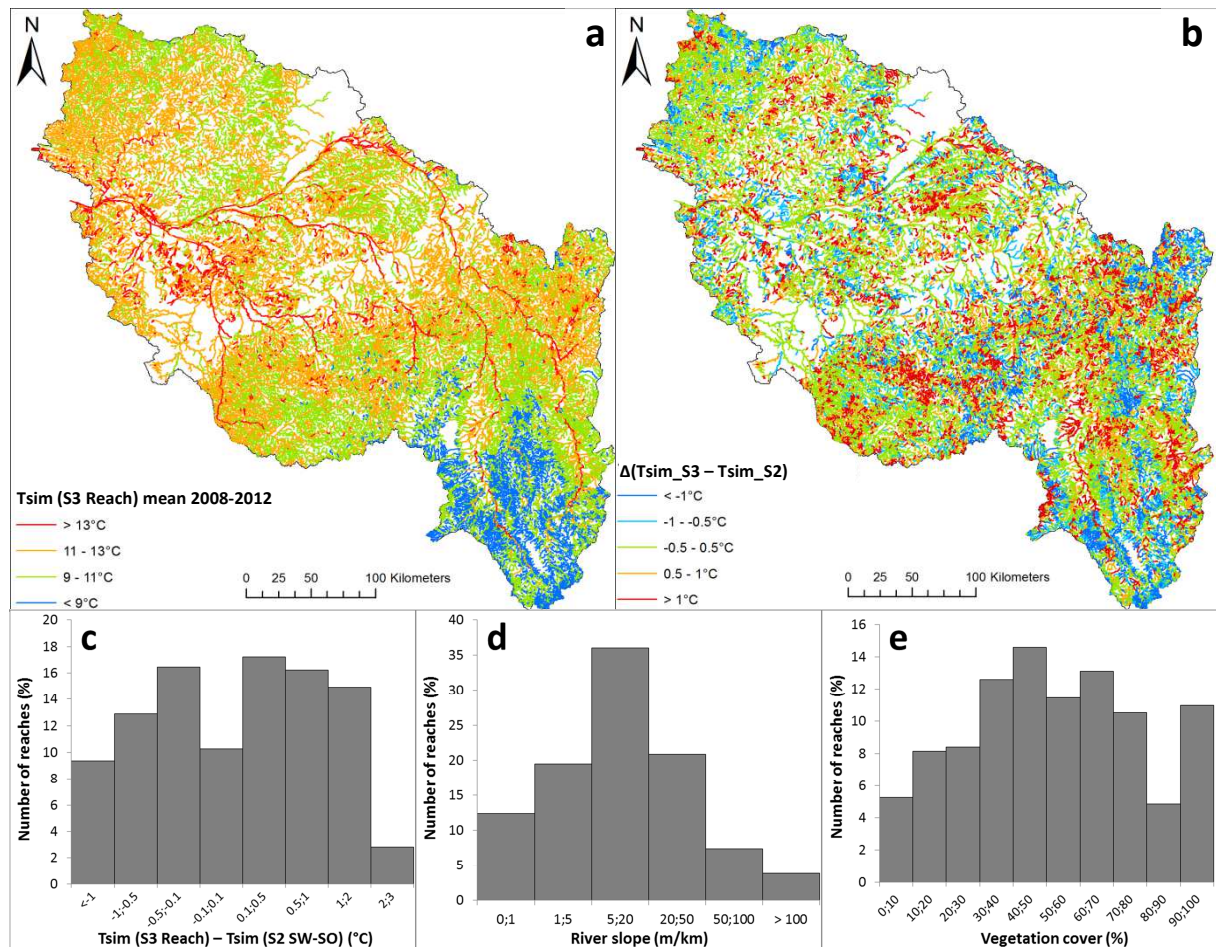 N
a
Tsim (S3 Reach) mean 2008-2012
> 13°C
11 - 13°C
9 - 11°C
< 9°C
0 25 50 100 Kilometers
N
b
Δ(Tsim_S3 – Tsim_S2)
< -1°C
-1 - -0.5°C
-0.5 - 0.5°C
0.5 - 1°C
> 1°C
0 25 50 100 Kilometers
c
Number of reaches (%)
20
18
16
14
12
10
8
6
4
2
0
<-1
-1;-0.5
-0.5;-0.1
-0.1;0.1
0.1;0.5
0.5;1
1;2
2;3
Tsim (S3 Reach) – Tsim (S2 SW-SO) (°C)
d
Number of reaches (%)
40
35
30
25
20
15
10
5
0
0;1
1;5
5;20
20;50
50;100
> 100
River slope (m/km)
e
Number of reaches (%)
16
14
12
10
8
6
4
2
0
0;10
10;20
20;30
30;40
40;50
50;60
60;70
70;80
80;90
90;100
Vegetation cover (%)